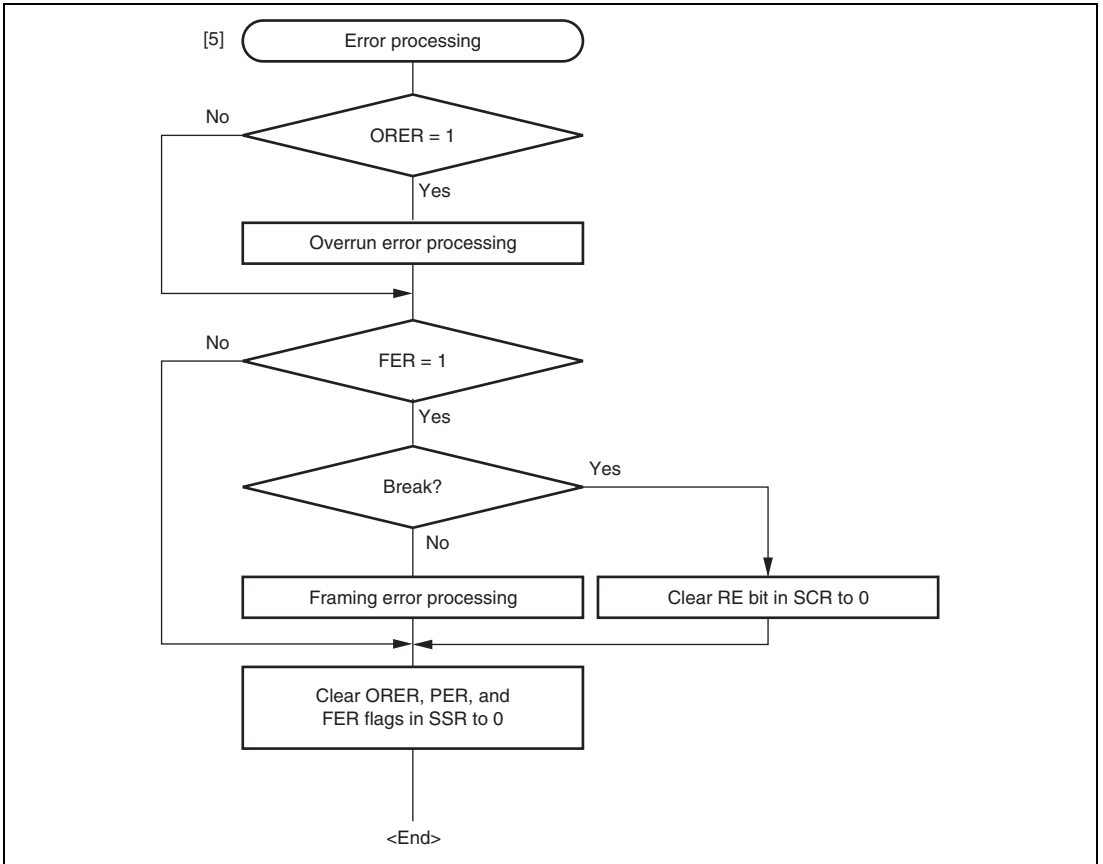 [5]
Error processing
No
ORER = 1
Yes
Overrun error processing
No
FER = 1
Yes
Break?
Yes
No
Framing error processing
Clear RE bit in SCR to 0
Clear ORER, PER, and
FER flags in SSR to 0
<End>